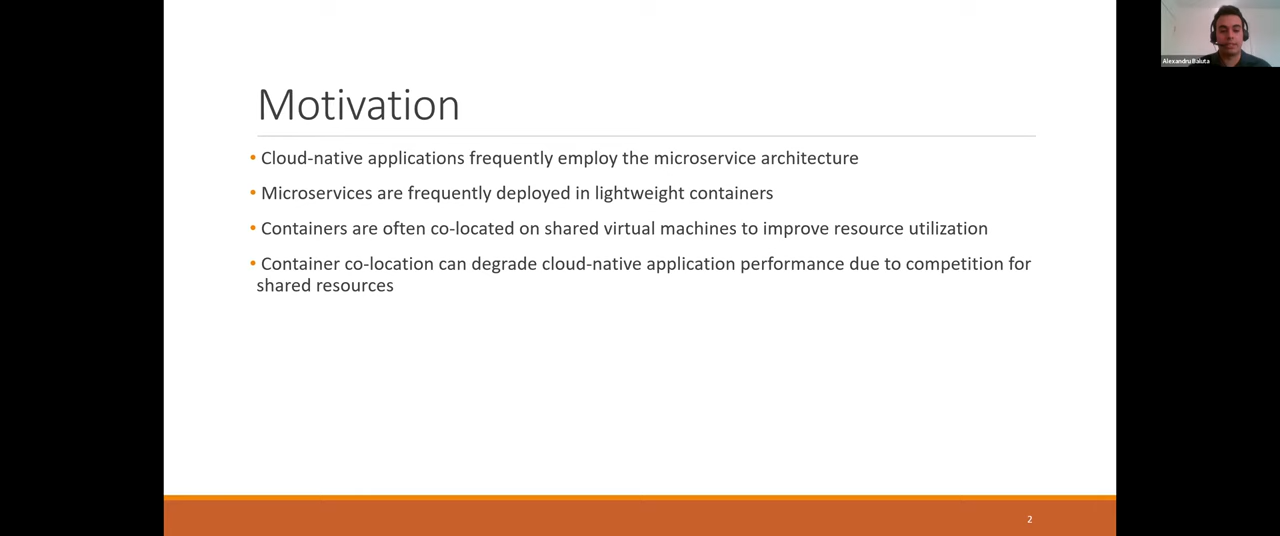 Motivation
• Cloud-native applications frequently employ the microservice architecture
• Microservices are frequently deployed in lightweight containers
• Containers are often co-located on shared virtual machines to improve resource utilization
• Container co-location can degrade cloud-native application performance due to competition for
shared resources
2
Alexandru Baluta